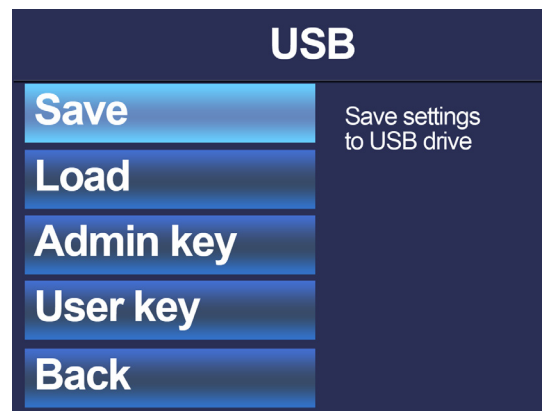 USB
Save
Save settings
to USB drive
Load
Admin key
User key
Back